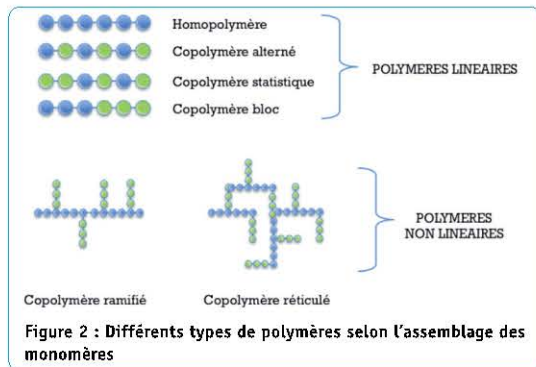 Homopolymère
Copolymère alterné
Copolymère statistique
Copolymère bloc
POLYMERES LINEAIRES
POLYMERES
NON LINEAIRES
Copolymère ramifié
Copolymère réticulé
Figure 2 : Différents types de polymères selon l'assemblage des
monomères